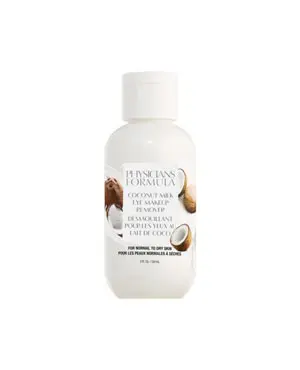 PHYSICIANS
FORMULA
COCONUT MILK
EYE MAKEUP
REMOVER
DÉMAQUILLANT
POUR LES YEUX AU
LAIT DE COCO
FOR NORMAL TO DRY SKIN
POUR LES PEAUX NORMALES À SÈCHES